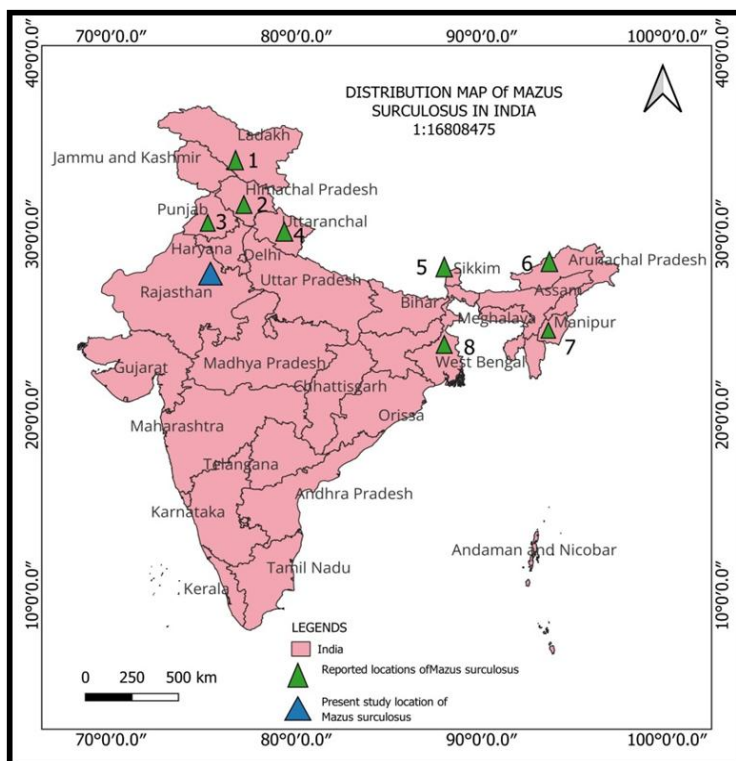 70°0'0.0" 80°0'0.0" 90°0'0.0" 100°0'0.0"
40°0'0.0" 40°0'0.0"
DISTRIBUTION MAP Of MAZUS
SURCULOSUS IN INDIA
1:16808475
Ladakh
Jammu and Kashmir
1
Himachal Pradesh
2
Punjab
3
Uttaranchal
4
30°0'0.0" 30°0'0.0"
Haryana
Delhi
5
Sikkim
6
Arunachal Pradesh
Rajasthan
Uttar Pradesh
Assam
Bihar
Meghalaya
Manipur
7
8
West Bengal
Gujarat
Madhya Pradesh
Chhattisgarh
Orissa
20°0'0.0" 20°0'0.0"
Maharashtra
Telangana
Andhra Pradesh
Karnataka
Andaman and Nicobar
Tamil Nadu
Kerala
10°0'0.0" 10°0'0.0"
LEGENDS
India
Reported locations ofMazus surculosus
Present study location of
Mazus surculosus
0 250 500 km
70°0'0.0" 80°0'0.0" 90°0'0.0" 100°0'0.0"